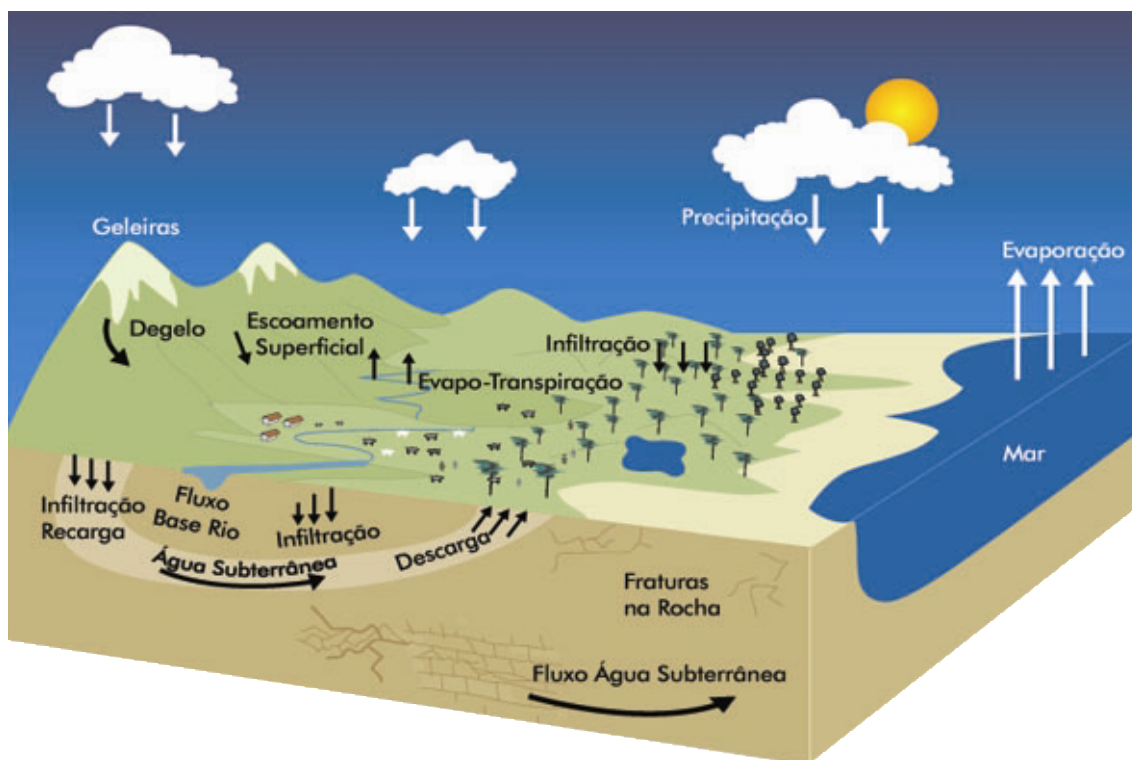 Geleiras
Precipitação
Evaporação
Degelo
Escoamento
Superficial
Infiltração
Evapo-Transpiração
Mar
Infiltração
Recarga
Fluxo
Base Rio
Infiltração
Descarga
Água Subterrânea
Fraturas
na Rocha
Fluxo Água Subterrânea